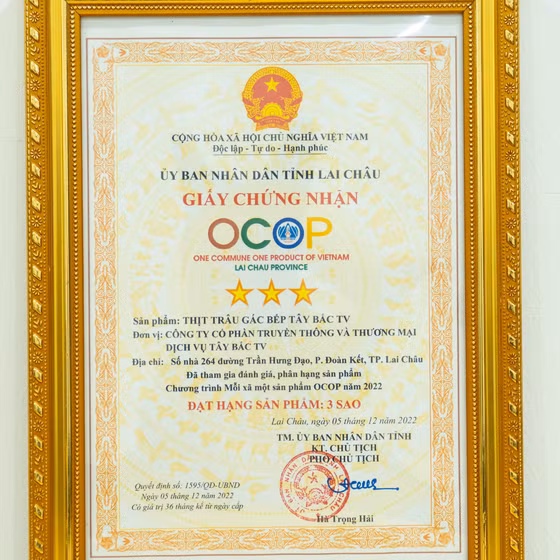 CỘNG HÒA XÃ HỘI CHỦ NGHĨA VIỆT NAM
Độc lập - Tự do - Hạnh phúc
ỦY BAN NHÂN DÂN TỈNH LAI CHÂU
GIẤY CHỨNG NHẬN
OCOP
ONE COMMUNE ONE PRODUCT OF VIETNAM
LAI CHAU PROVINCE
Sản phẩm: THỊT TRÂU GÁC BẾP TÂY BẮC TV
Đơn vị: CÔNG TY CỔ PHẦN TRUYỀN THÔNG VÀ THƯƠNG MẠI
DỊCH VỤ TÂY BẮC TV
Địa chỉ: Số nhà 264 đường Trần Hưng Đạo, P. Đoàn Kết, TP. Lai Châu
Đã tham gia đánh giá, phân hạng sản phẩm
Chương trình Mỗi xã một sản phẩm OCOP năm 2022
ĐẠT HẠNG SẢN PHẨM: 3 SAO
Lai Châu, ngày 05 tháng 12 năm 2022
TM. ỦY BAN NHÂN DÂN TỈNH
KT. CHỦ TỊCH
PHÓ CHỦ TỊCH
Quyết định số: 1595/QĐ-UBND
Ngày 05 tháng 12 năm 2022
Có giá trị 36 tháng kể từ ngày cấp
Hà Trọng Hải